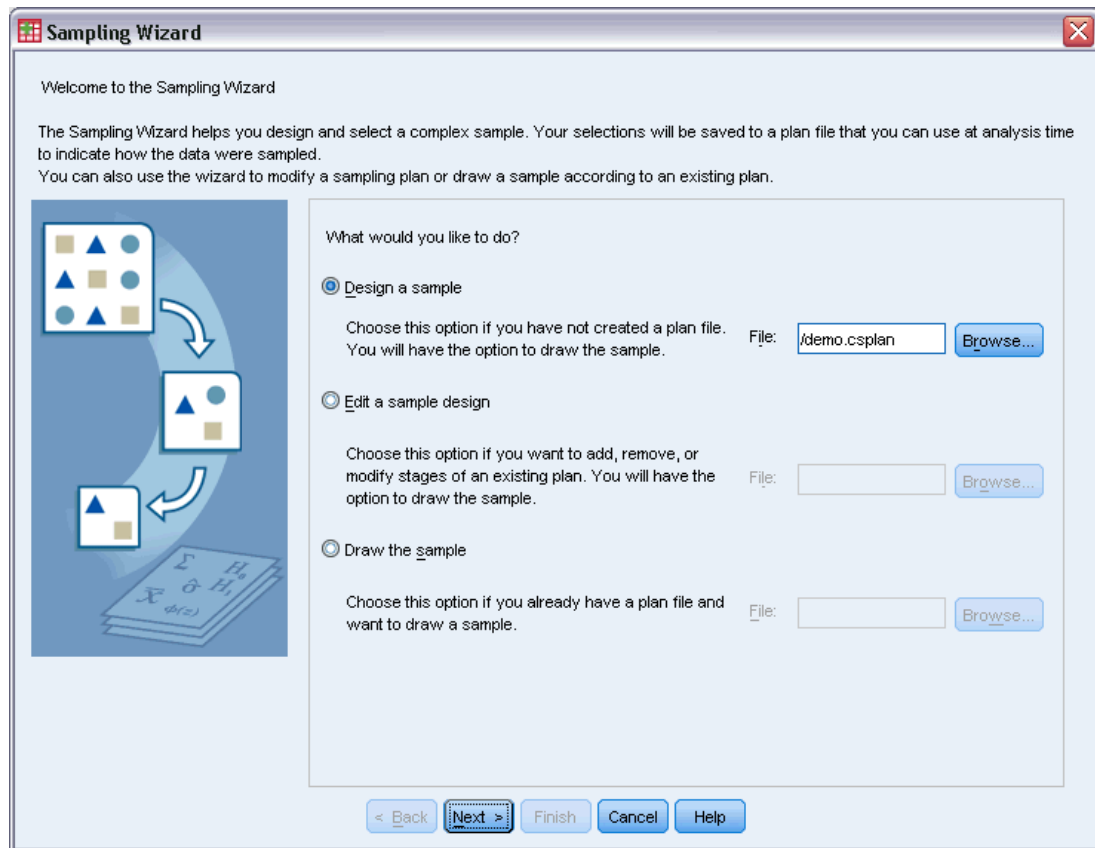 Sampling Wizard
Welcome to the Sampling Wizard
The Sampling Wizard helps you design and select a complex sample. Your selections will be saved to a plan file that you can use at analysis time
to indicate how the data were sampled.
You can also use the wizard to modify a sampling plan or draw a sample according to an existing plan.
What would you like to do?
Design a sample
Choose this option if you have not created a plan file.
You will have the option to draw the sample.
File:
/demo.csplan
Browse...
Edit a sample design
Choose this option if you want to add, remove, or
modify stages of an existing plan. You will have the
option to draw the sample.
File:
Browse...
Draw the sample
Choose this option if you already have a plan file and
want to draw a sample.
File:
Browse...
Σ H₀
x̄ σ̂ H₁
ϕ(z)
< Back
Next >
Finish
Cancel
Help